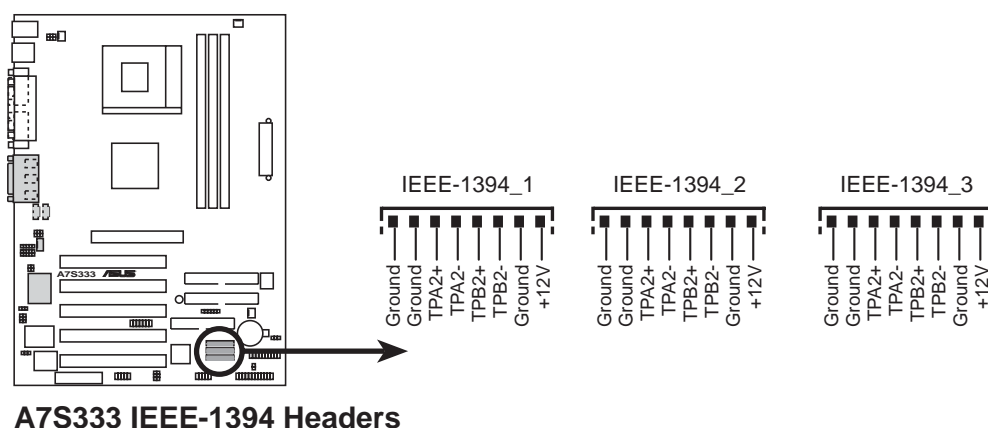 IEEE-1394_1
Ground
Ground
TPA2+
TPA2-
TPB2+
TPB2-
Ground
+12V
IEEE-1394_2
Ground
Ground
TPA2+
TPA2-
TPB2+
TPB2-
Ground
+12V
IEEE-1394_3
Ground
Ground
TPA2+
TPA2-
TPB2+
TPB2-
Ground
+12V
A7S333 ASUS
A7S333 IEEE-1394 Headers